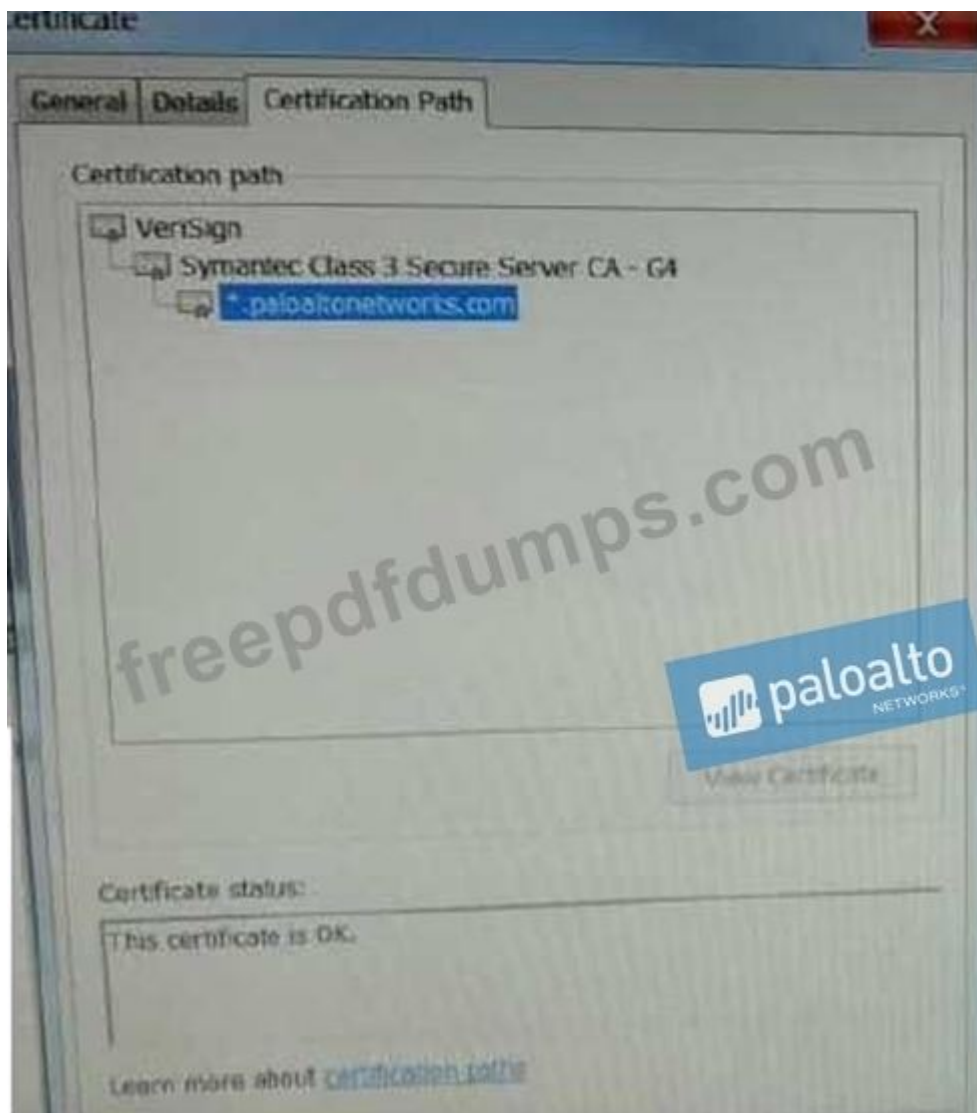 Certificate
X
General Details Certification Path
Certification path
VeriSign
Symantec Class 3 Secure Server CA - G4
*.paloaltonetworks.com
freepdfdumps.com
paloalto
NETWORKS
View Certificate
Certificate status:
This certificate is OK.
Learn more about certification paths